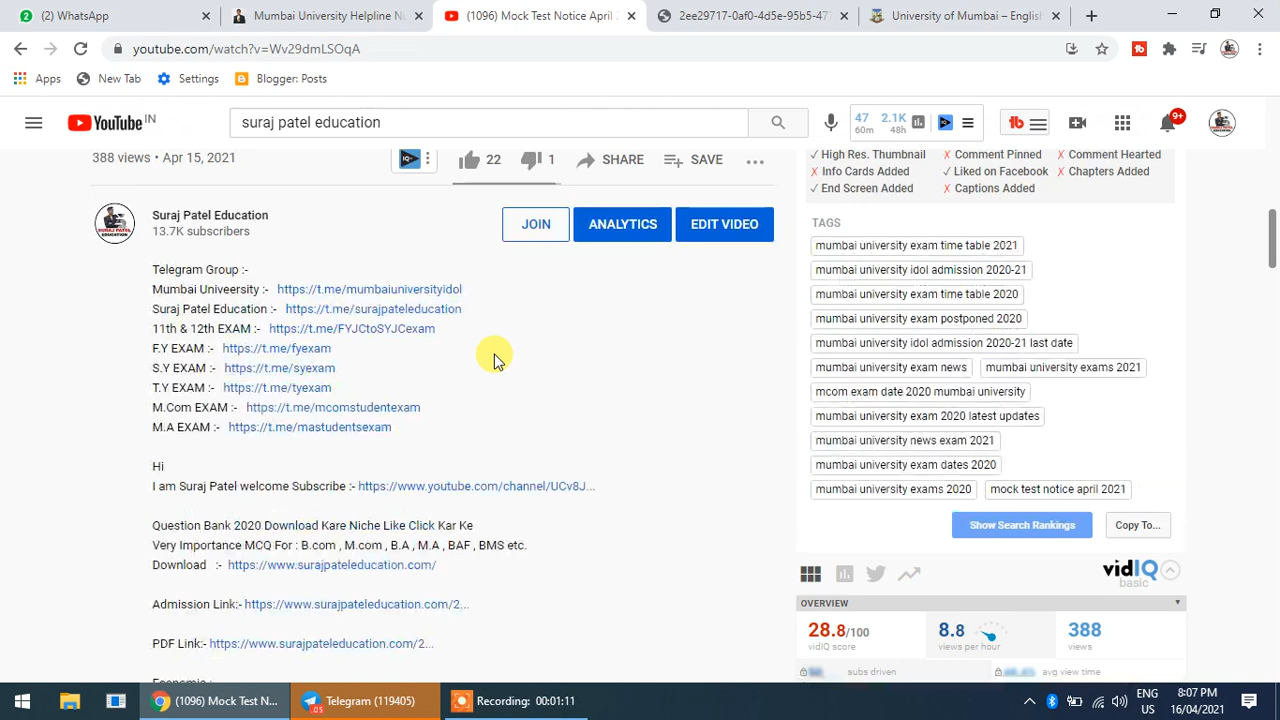 (2) WhatsApp
Mumbai University Helpline Nu
(1096) Mock Test Notice April 2
2ee29717-0af0-4d5e-95b5-477
University of Mumbai – English
youtube.com/watch?v=Wv29dmLSOqA
Apps
New Tab
Settings
Blogger: Posts
YouTube IN
suraj patel education
47 60m
2.1K 48h
9+
388 views • Apr 15, 2021
22
1
SHARE
SAVE
Suraj Patel Education
13.7K subscribers
JOIN
ANALYTICS
EDIT VIDEO
Telegram Group :-
Mumbai Univeersity :- https://t.me/mumbaiuniversityidol
Suraj Patel Education :- https://t.me/surajpateleducation
11th & 12th EXAM :- https://t.me/FYJCtoSYJCexam
F.Y EXAM :- https://t.me/fyexam
S.Y EXAM :- https://t.me/syexam
T.Y EXAM :- https://t.me/tyexam
M.Com EXAM :- https://t.me/mcomstudentexam
M.A EXAM :- https://t.me/mastudentsexam
Hi
I am Suraj Patel welcome Subscribe :- https://www.youtube.com/channel/UCv8J...
Question Bank 2020 Download Kare Niche Like Click Kar Ke
Very Importance MCQ For : B.com , M.com , B.A , M.A , BAF , BMS etc.
Download :- https://www.surajpateleducation.com/
Admission Link:- https://www.surajpateleducation.com/2...
PDF Link:- https://www.surajpateleducation.com/2...
✓ High Res. Thumbnail ✗ Comment Pinned ✗ Comment Hearted
✗ Info Cards Added ✓ Liked on Facebook ✗ Chapters Added
✓ End Screen Added ✗ Captions Added
TAGS
mumbai university exam time table 2021
mumbai university idol admission 2020-21
mumbai university exam time table 2020
mumbai university exam postponed 2020
mumbai university idol admission 2020-21 last date
mumbai university exam news mumbai university exams 2021
mcom exam date 2020 mumbai university
mumbai university exam 2020 latest updates
mumbai university news exam 2021
mumbai university exam dates 2020
mumbai university exams 2020 mock test notice april 2021
Show Search Rankings
Copy To...
vidIQ
basic
OVERVIEW
28.8/100
vidIQ score
8.8
views per hour
388
views
subs driven
avg view time
(1096) Mock Test N...
Telegram (119405)
Recording: 00:01:11
ENG
US
8:07 PM
16/04/2021